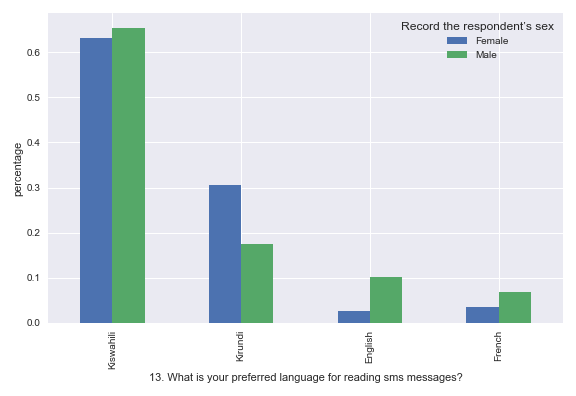 Record the respondent's sex
Female
Male
percentage
0.6
0.5
0.4
0.3
0.2
0.1
0.0
Kiswahili
Kirundi
English
French
13. What is your preferred language for reading sms messages?